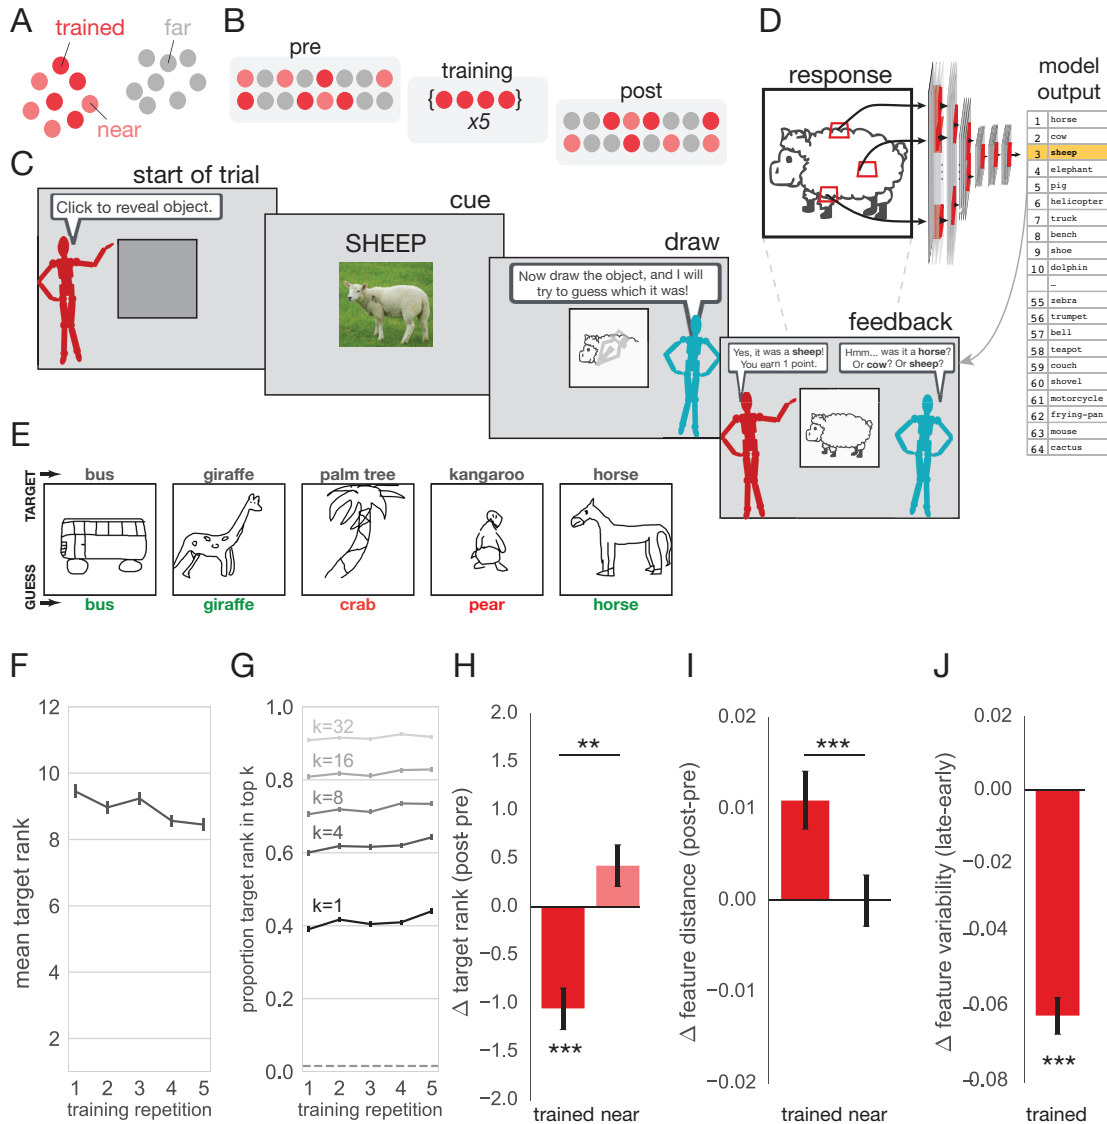 A
trained
far
near
B
pre
training
{ }
x5
post
C
start of trial
Click to reveal object.
cue
SHEEP
draw
Now draw the object, and I will
try to guess which it was!
feedback
Yes, it was a sheep!
You earn 1 point.
Hmm... was it a horse?
Or cow? Or sheep?
D
response
model
output
1 horse
2 cow
3 sheep
4 elephant
5 pig
6 helicopter
7 truck
8 bench
9 shoe
10 dolphin
…
55 zebra
56 trumpet
57 bell
58 teapot
59 couch
60 shovel
61 motorcycle
62 frying-pan
63 mouse
64 cactus
E
TARGET
bus giraffe palm tree kangaroo horse
GUESS
bus giraffe crab pear horse
F
mean target rank
12
10
8
6
4
2
1 2 3 4 5
training repetition
G
proportion target rank in top k
1.0
0.8
0.6
0.4
0.2
0.0
k=32
k=16
k=8
k=4
k=1
1 2 3 4 5
training repetition
H
Δ target rank (post-pre)
2.0
1.5
1.0
0.5
0.0
−0.5
−1.0
−1.5
−2.0
**
***
trained near
I
Δ feature distance (post-pre)
0.02
0.01
0.00
−0.01
−0.02
***
trained near
J
Δ feature variability (late-early)
0.02
0.00
−0.02
−0.04
−0.06
−0.08
***
trained